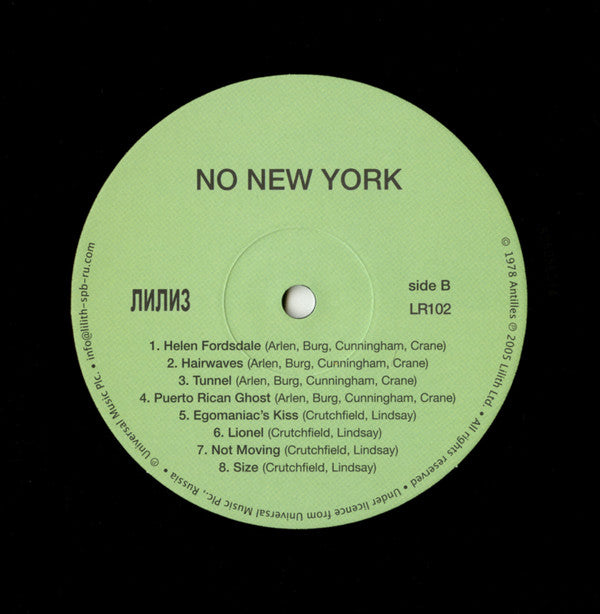 NO NEW YORK
ЛИЛИЗ
side B
LR102
1. Helen Fordsdale (Arlen, Burg, Cunningham, Crane)
2. Hairwaves (Arlen, Burg, Cunningham, Crane)
3. Tunnel (Arlen, Burg, Cunningham, Crane)
4. Puerto Rican Ghost (Arlen, Burg, Cunningham, Crane)
5. Egomaniac's Kiss (Crutchfield, Lindsay)
6. Lionel (Crutchfield, Lindsay)
7. Not Moving (Crutchfield, Lindsay)
8. Size (Crutchfield, Lindsay)
© 1978 Antilles ℗ 2005 Lilith Ltd. • All rights reserved • Under licence from Universal Music Plc., Russia • © Universal Music Plc. • info@lilith-spb-ru.com